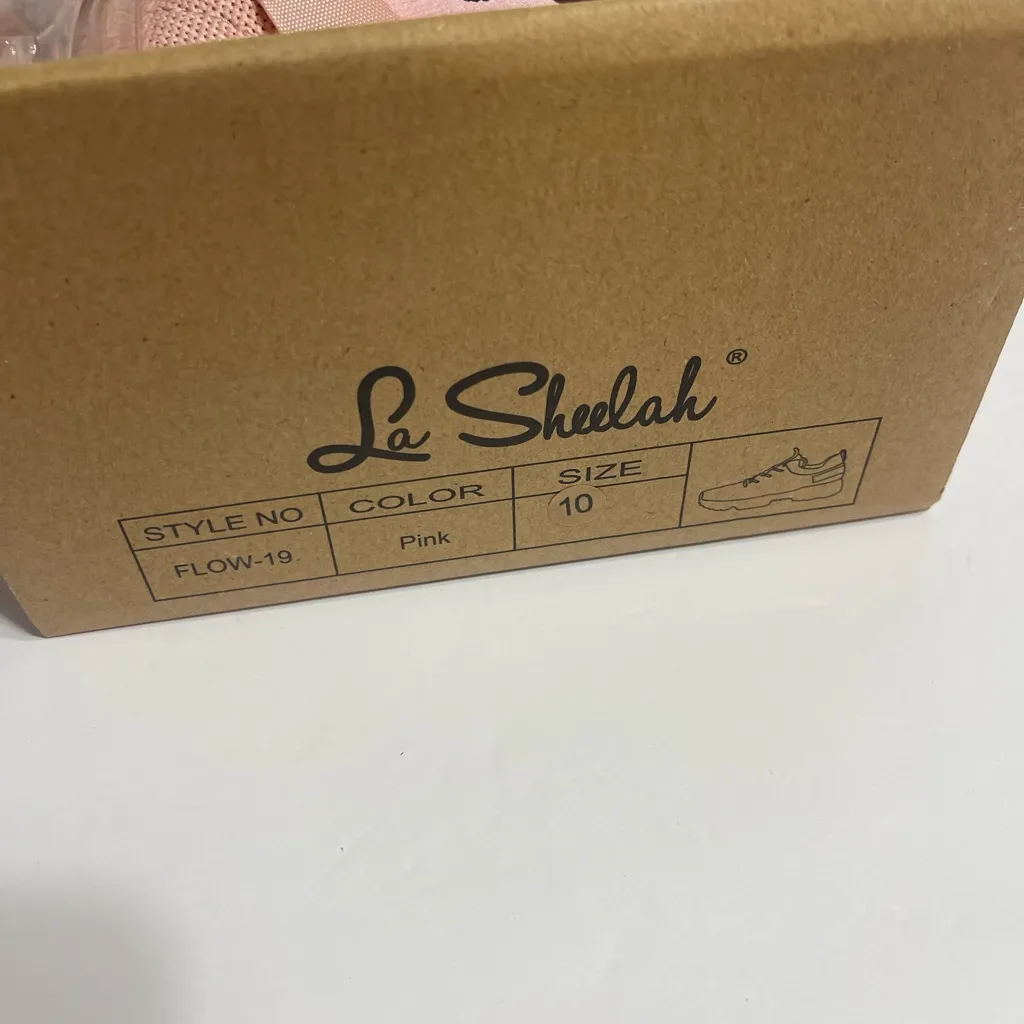 La Sheelah ®
STYLE NO COLOR SIZE
FLOW-19 Pink 10